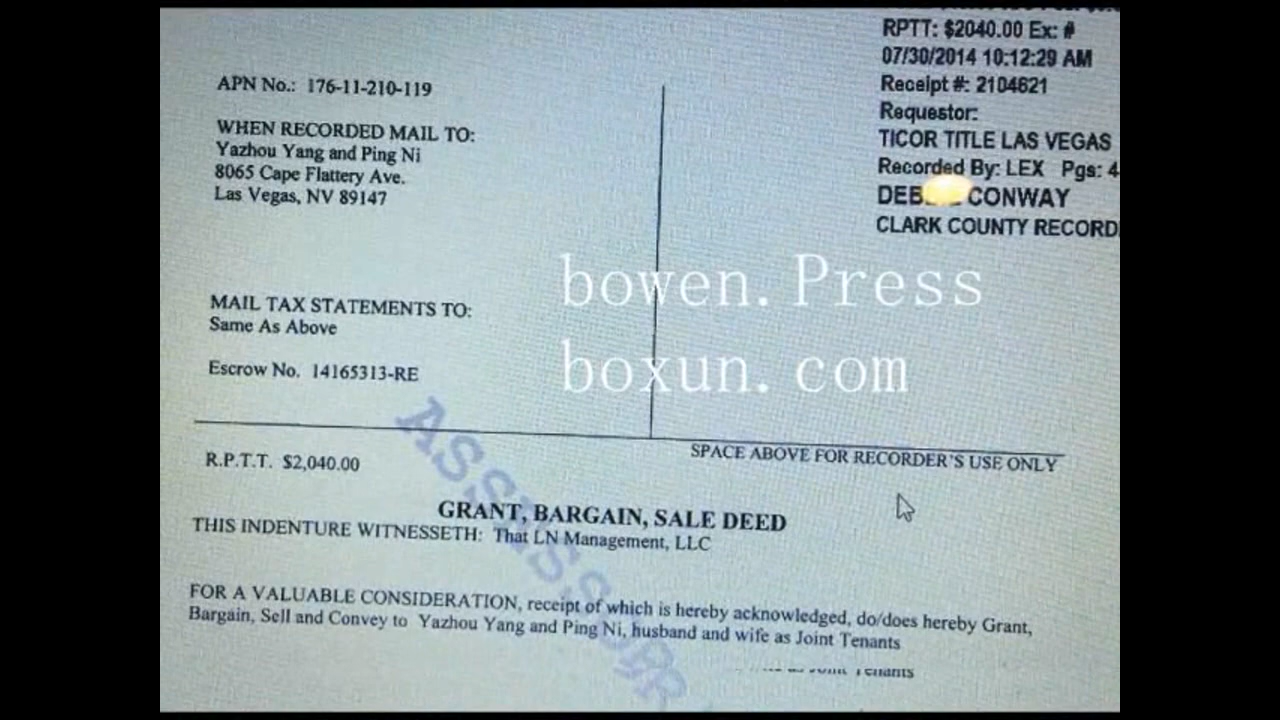 RPTT: $2040.00 Ex: #
07/30/2014 10:12:29 AM
Receipt #: 2104621
Requestor:
TICOR TITLE LAS VEGAS
Recorded By: LEX Pgs: 4
CONWAY
CLARK COUNTY RECORD
APN No.: 176-11-210-119
WHEN RECORDED MAIL TO:
Yazhou Yang and Ping Ni
8065 Cape Flattery Ave.
Las Vegas, NV 89147
bowen.Press
boxun.com
MAIL TAX STATEMENTS TO:
Same As Above
Escrow No. 14165313-RE
SPACE ABOVE FOR RECORDER'S USE ONLY
R.P.T.T. $2,040.00
ASSESSOR
GRANT, BARGAIN, SALE DEED
THIS INDENTURE WITNESSETH: That LN Management, LLC
FOR A VALUABLE CONSIDERATION, receipt of which is hereby acknowledged, do/does hereby Grant,
Bargain, Sell and Convey to Yazhou Yang and Ping Ni, husband and wife as Joint Tenants
Joint Tenants